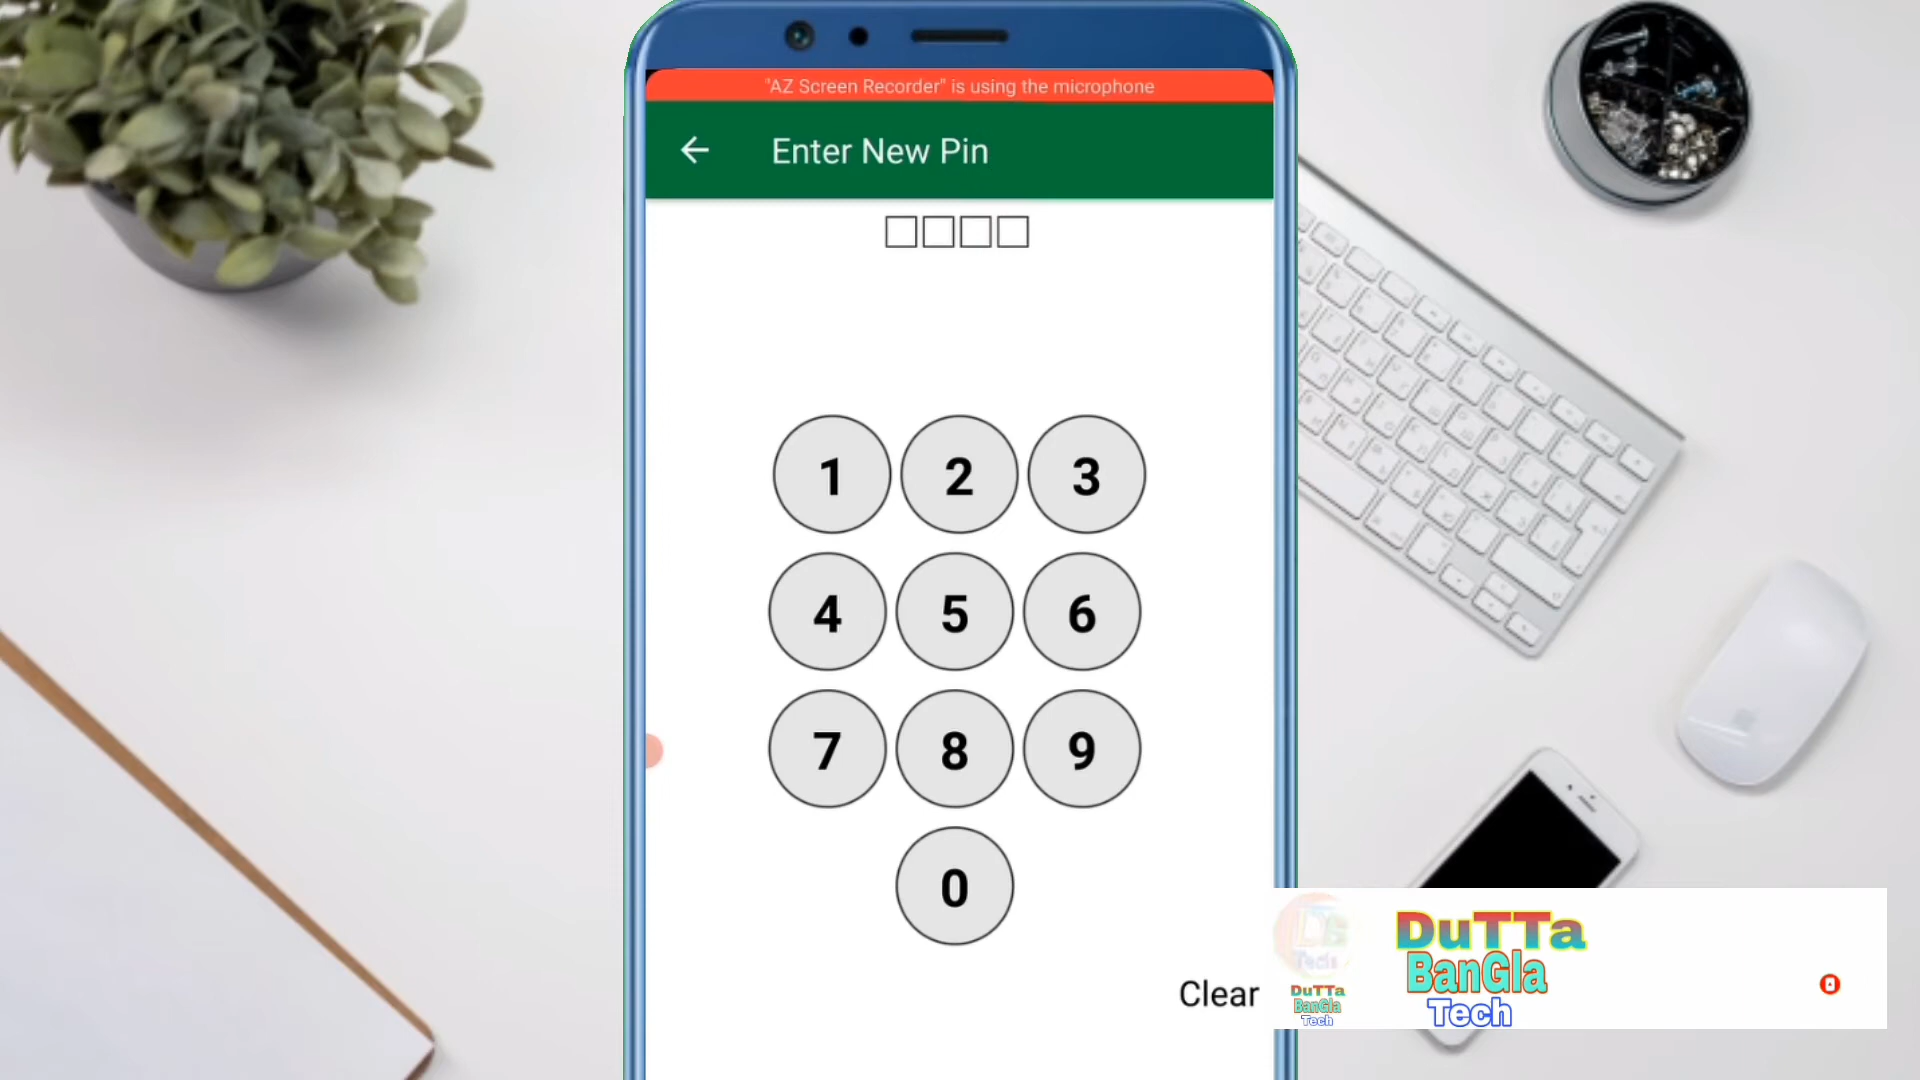 "AZ Screen Recorder" is using the microphone
Enter New Pin
1 2 3
4 5 6
7 8 9
0
Clear
DuTTa
BanGla
Tech
Tech
DuTTa
BanGla
Tech